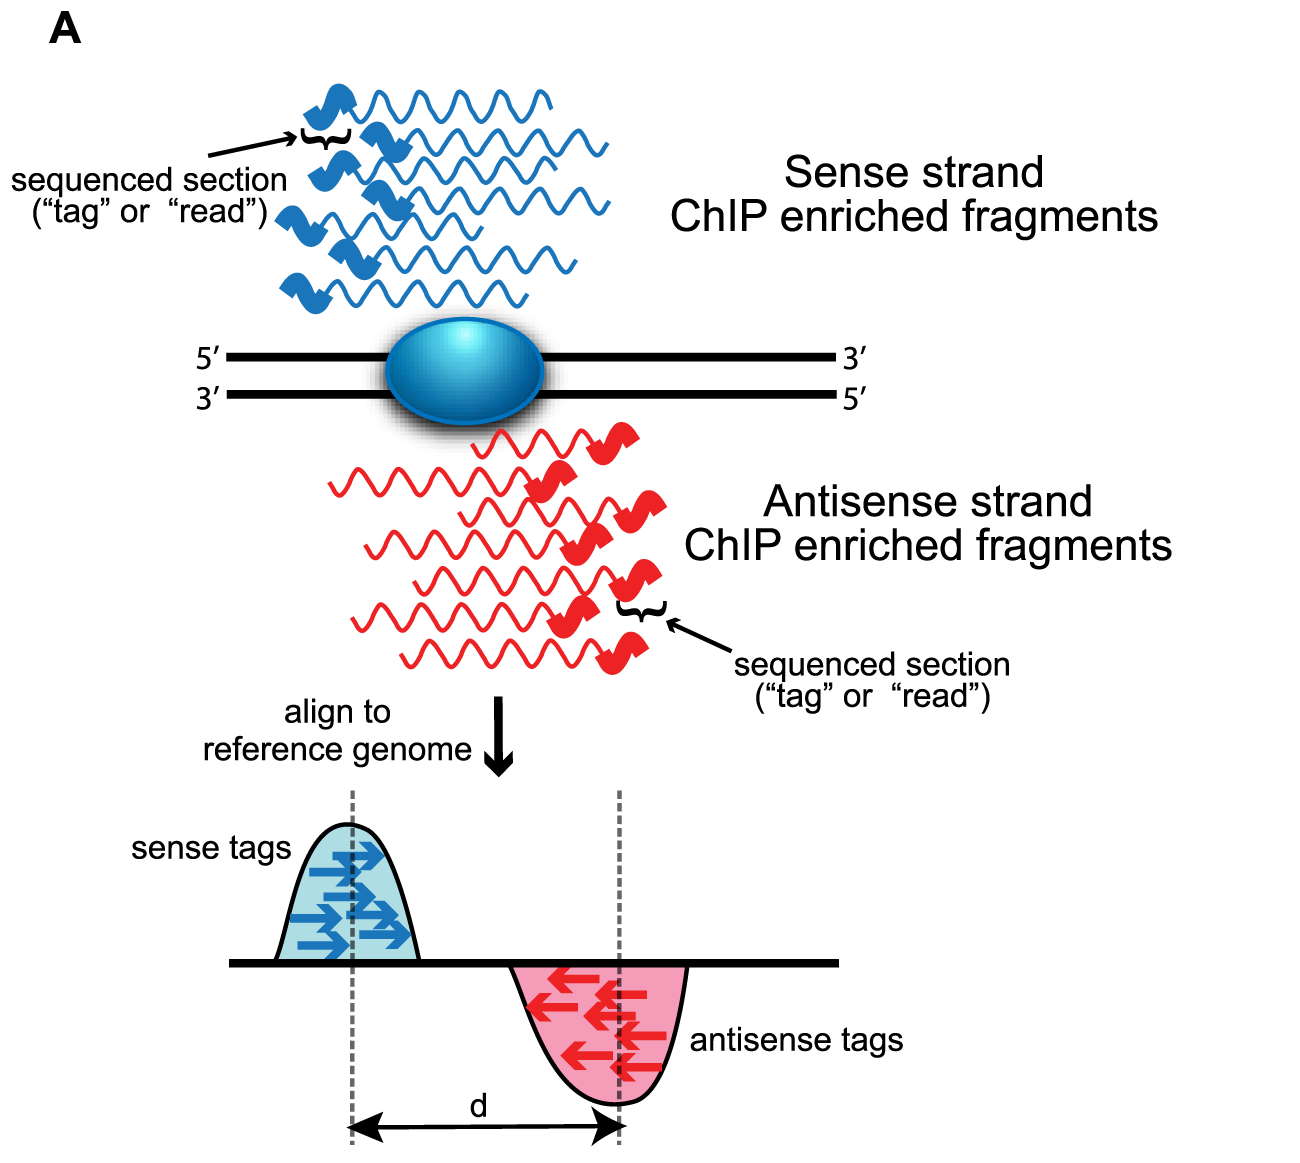 A
sequenced section
(“tag” or “read”)
Sense strand
ChIP enriched fragments
5′
3′
3′
5′
Antisense strand
ChIP enriched fragments
sequenced section
(“tag” or “read”)
align to
reference genome
sense tags
antisense tags
d